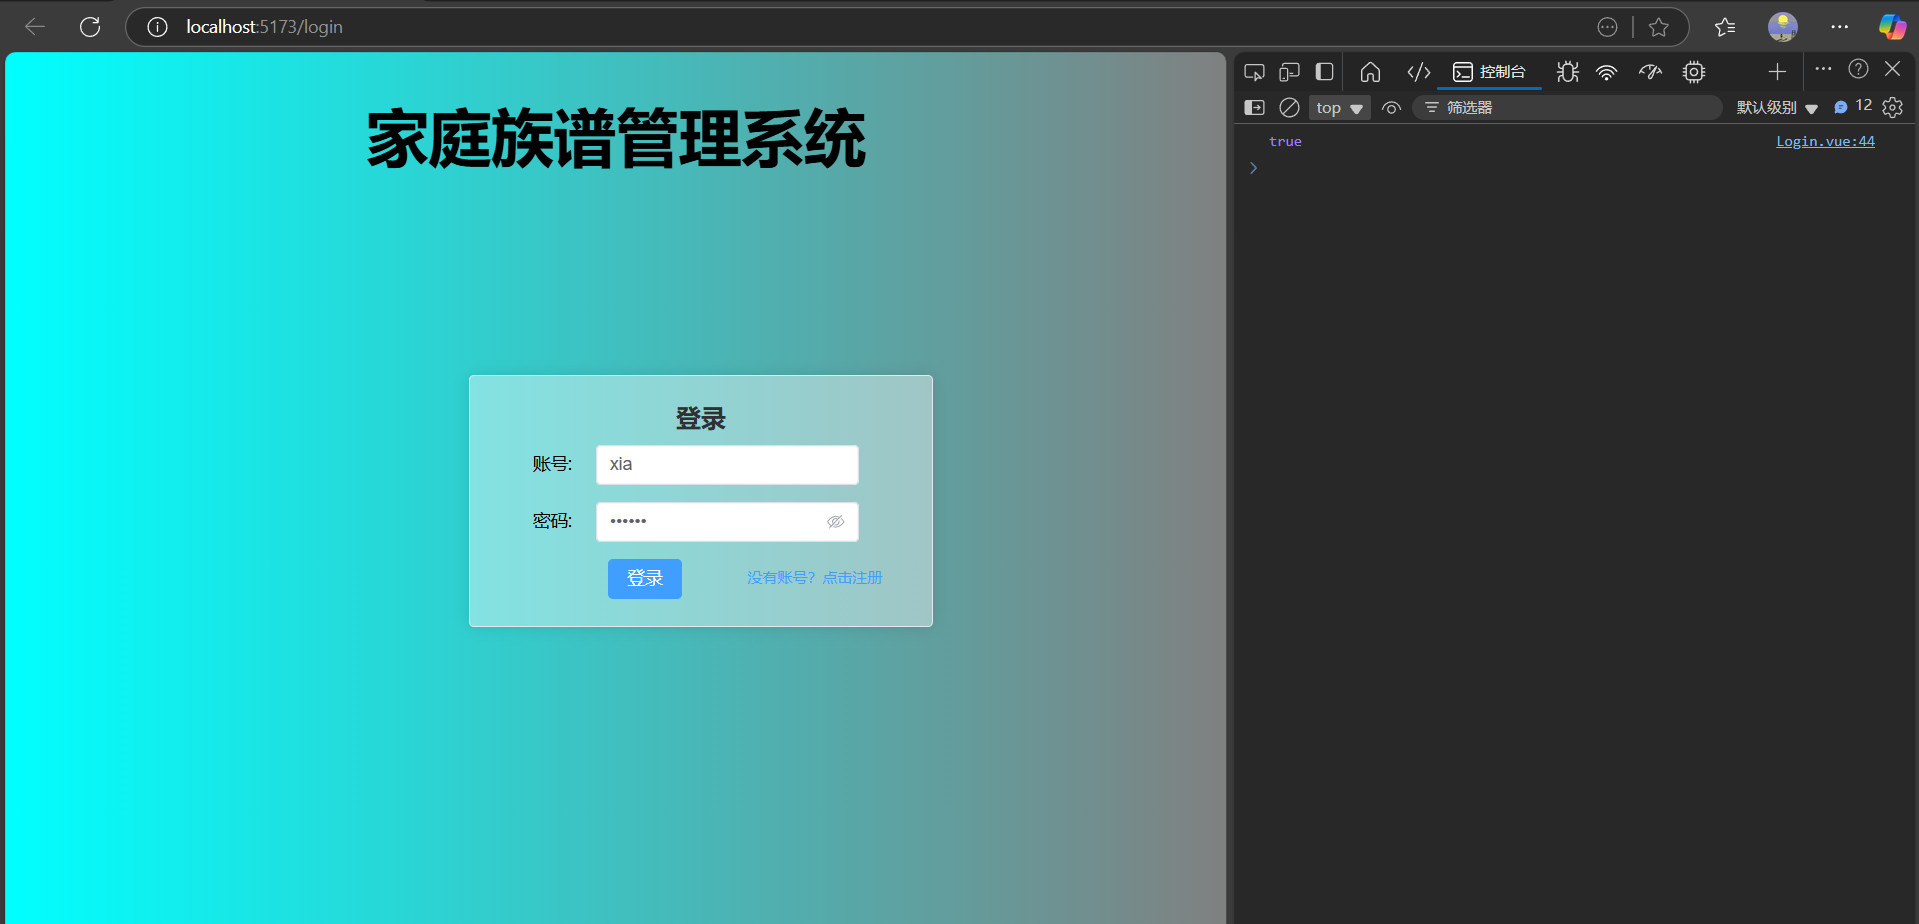 localhost:5173/login
控制台
top
筛选器
默认级别
12
true
Login.vue:44
家庭族谱管理系统
登录
账号:
xia
密码:
••••••
登录
没有账号？点击注册